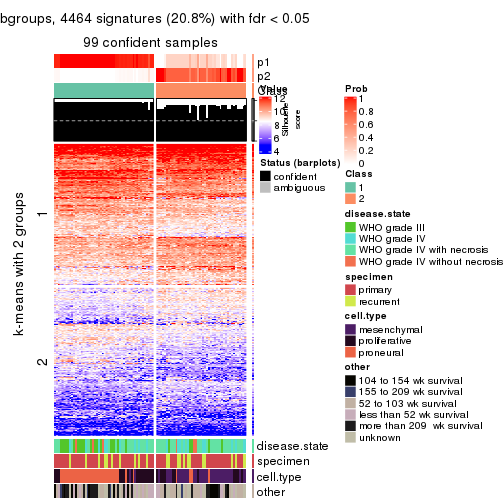 bgroups, 4464 signatures (20.8%) with fdr < 0.05
99 confident samples
p1
p2
Class
Silhouette
score
k-means with 2 groups
1
2
disease.state
specimen
cell.type
other
Value
12
10
8
6
4
Status (barplots)
confident
ambiguous
Prob
1
0.8
0.6
0.4
0.2
0
Class
1
2
disease.state
WHO grade III
WHO grade IV
WHO grade IV with necrosis
WHO grade IV without necrosis
specimen
primary
recurrent
cell.type
mesenchymal
proliferative
proneural
other
104 to 154 wk survival
155 to 209 wk survival
52 to 103 wk survival
less than 52 wk survival
more than 209  wk survival
unknown